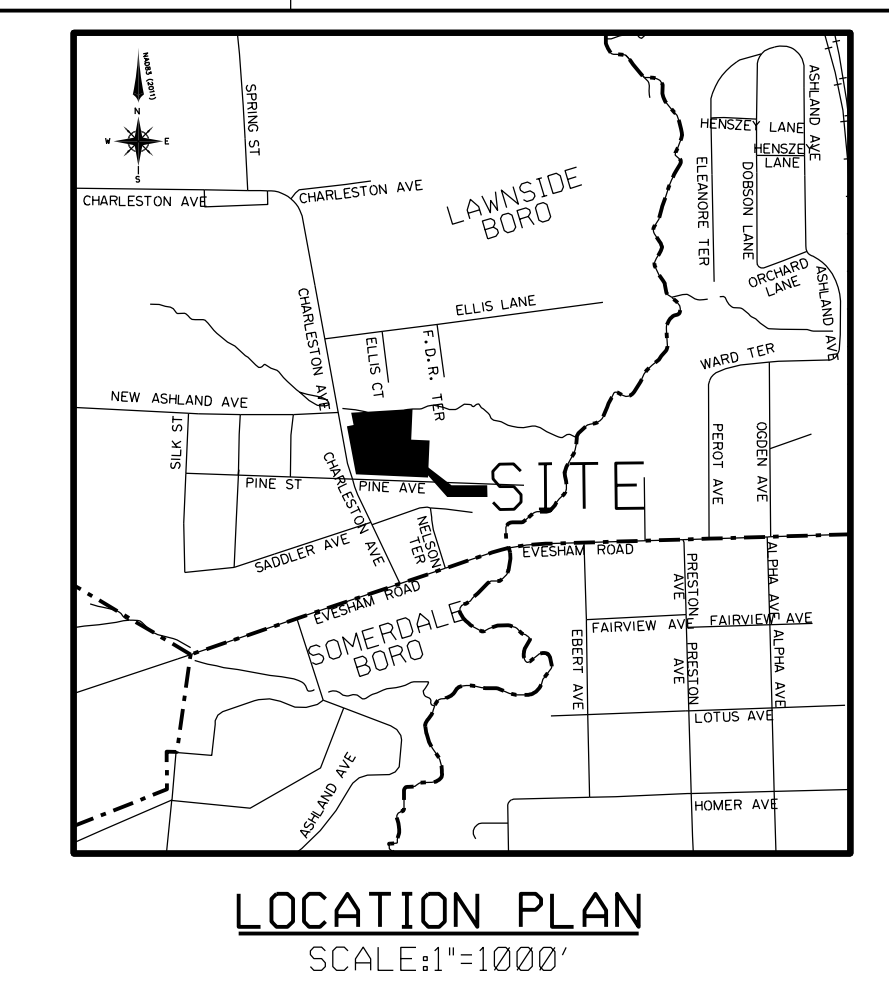 NAD83 (2011)
N
W E
S
SPRING ST
CHARLESTON AVE
CHARLESTON AVE
LAWNSIDE
BORO
HENSZEY LANE
HENSZEY
LANE
ASHLAND AVE
ELEANORE TER
DOBSON LANE
ORCHARD
LANE
ASHLAND AVE
CHARLESTON AVE
ELLIS LANE
ELLIS CT
F.D.R. TER
WARD TER
NEW ASHLAND AVE
SILK ST
PINE ST
CHARLESTON AVE
PINE AVE
SITE
PEROT AVE
OGDEN AVE
SADDLER AVE
NELSON
TER
EVESHAM ROAD
EVESHAM ROAD
SOMERDALE
BORO
PRESTON
AVE
ALPHA AVE
FAIRVIEW AVE
FAIRVIEW AVE
EBERT AVE
PRESTON
AVE
ALPHA AVE
LOTUS AVE
ASHLAND AVE
HOMER AVE
LOCATION PLAN
SCALE:1"=1000'